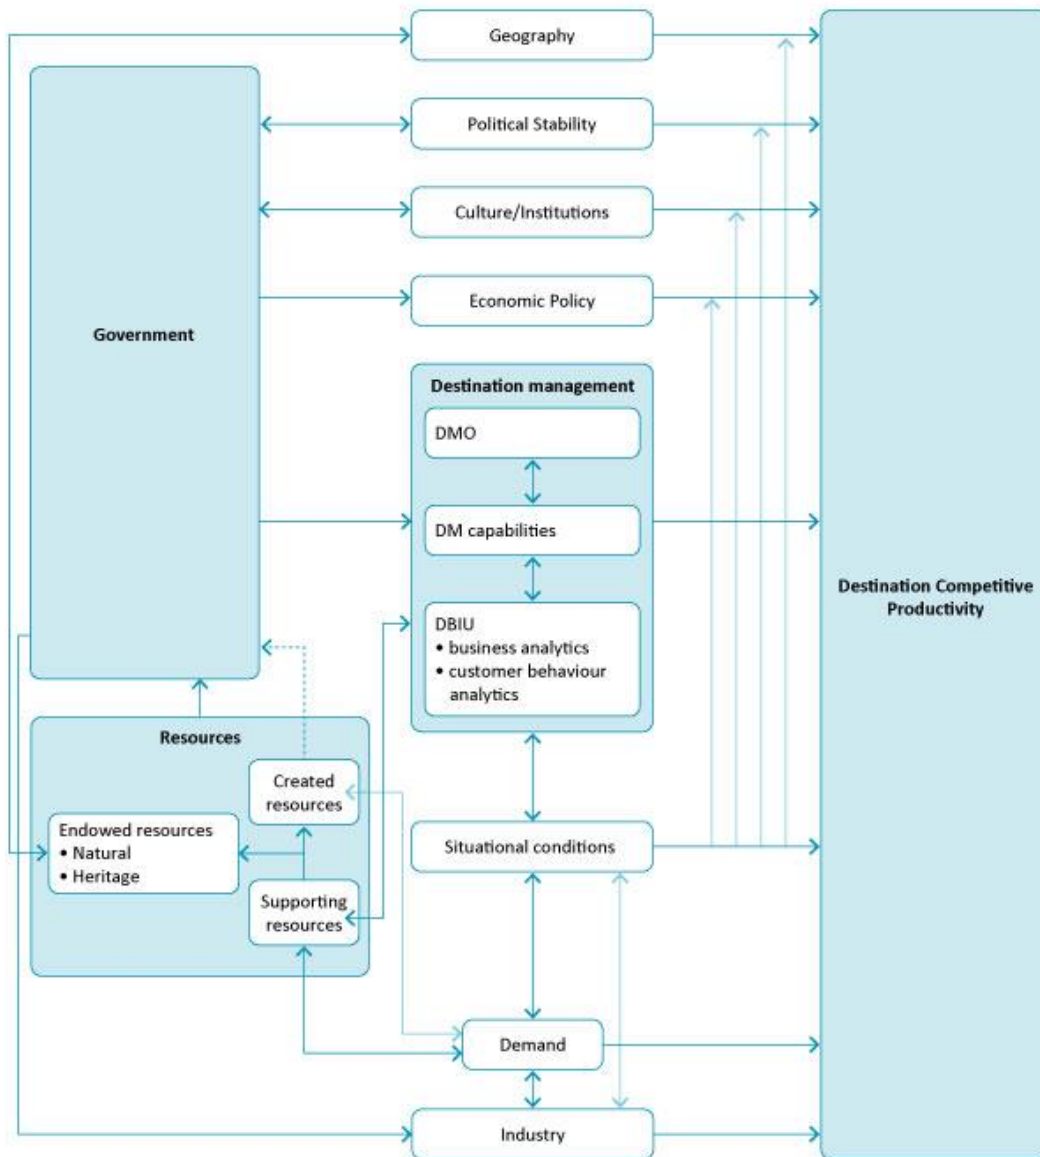 Geography
Political Stability
Culture/Institutions
Economic Policy
Government
Destination management
DMO
DM capabilities
DBIU
• business analytics
• customer behaviour
analytics
Destination Competitive
Productivity
Resources
Created
resources
Endowed resources
• Natural
• Heritage
Supporting
resources
Situational conditions
Demand
Industry